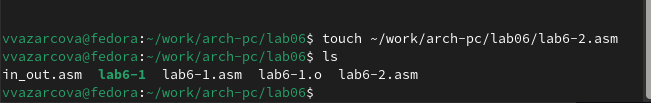 vvazarcova@fedora:~/work/arch-pc/lab06$ touch ~/work/arch-pc/lab06/lab6-2.asm
vvazarcova@fedora:~/work/arch-pc/lab06$ ls
in_out.asm  lab6-1  lab6-1.asm  lab6-1.o  lab6-2.asm
vvazarcova@fedora:~/work/arch-pc/lab06$